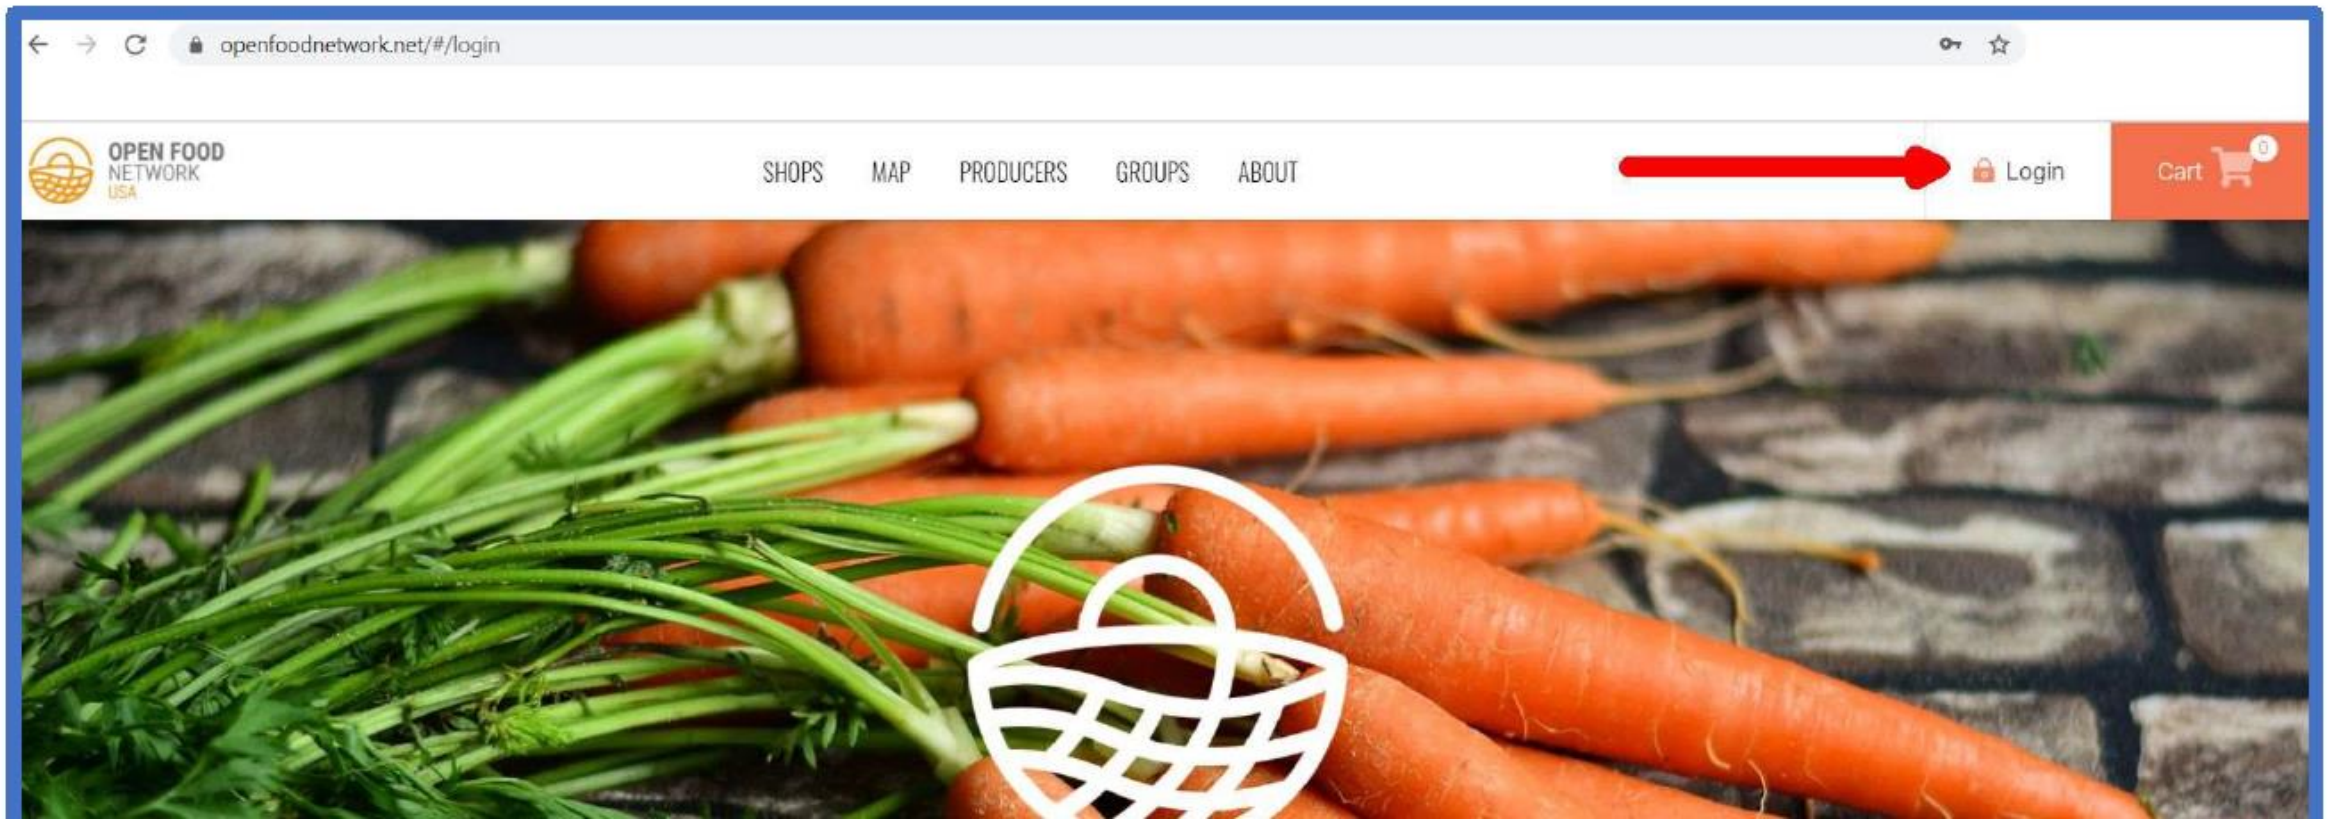 openfoodnetwork.net/#/login
OPEN FOOD
NETWORK
USA
SHOPS MAP PRODUCERS GROUPS ABOUT
Login
Cart
0